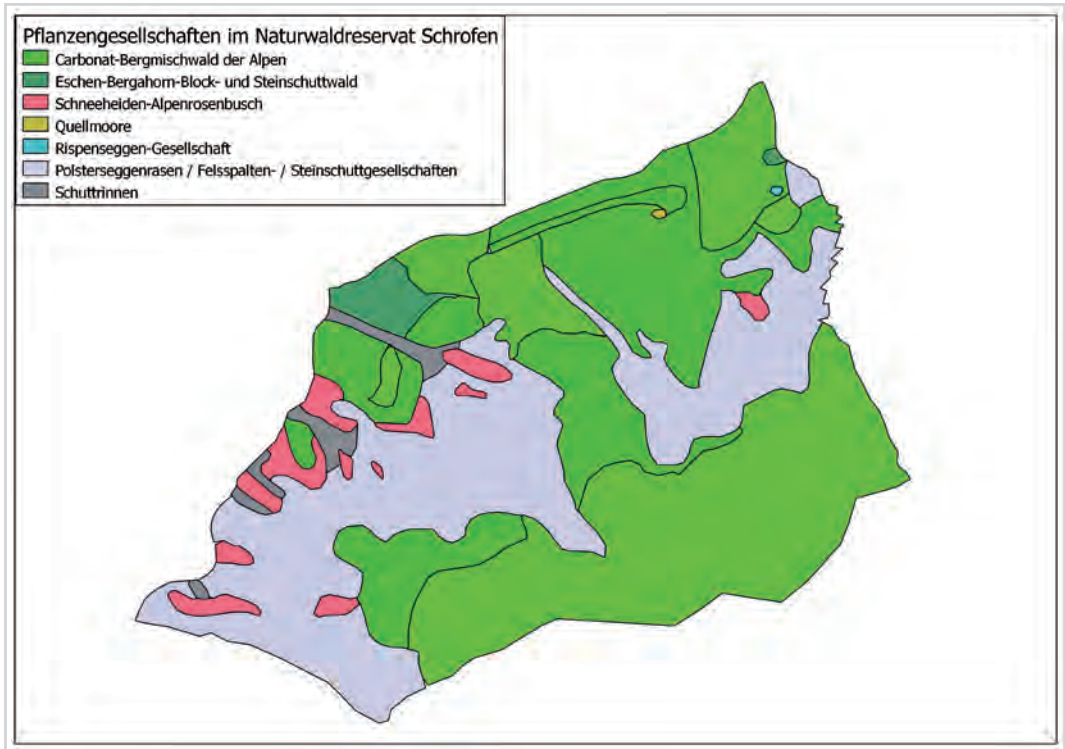 Pflanzengesellschaften im Naturwaldreservat Schrofen
Carbonat-Bergmischwald der Alpen
Eschen-Bergahorn-Block- und Steinschuttwald
Schneeheiden-Alpenrosenbusch
Quellmoore
Rispenseggen-Gesellschaft
Polsterseggenrasen / Felsspalten- / Steinschuttgesellschaften
Schuttrinnen